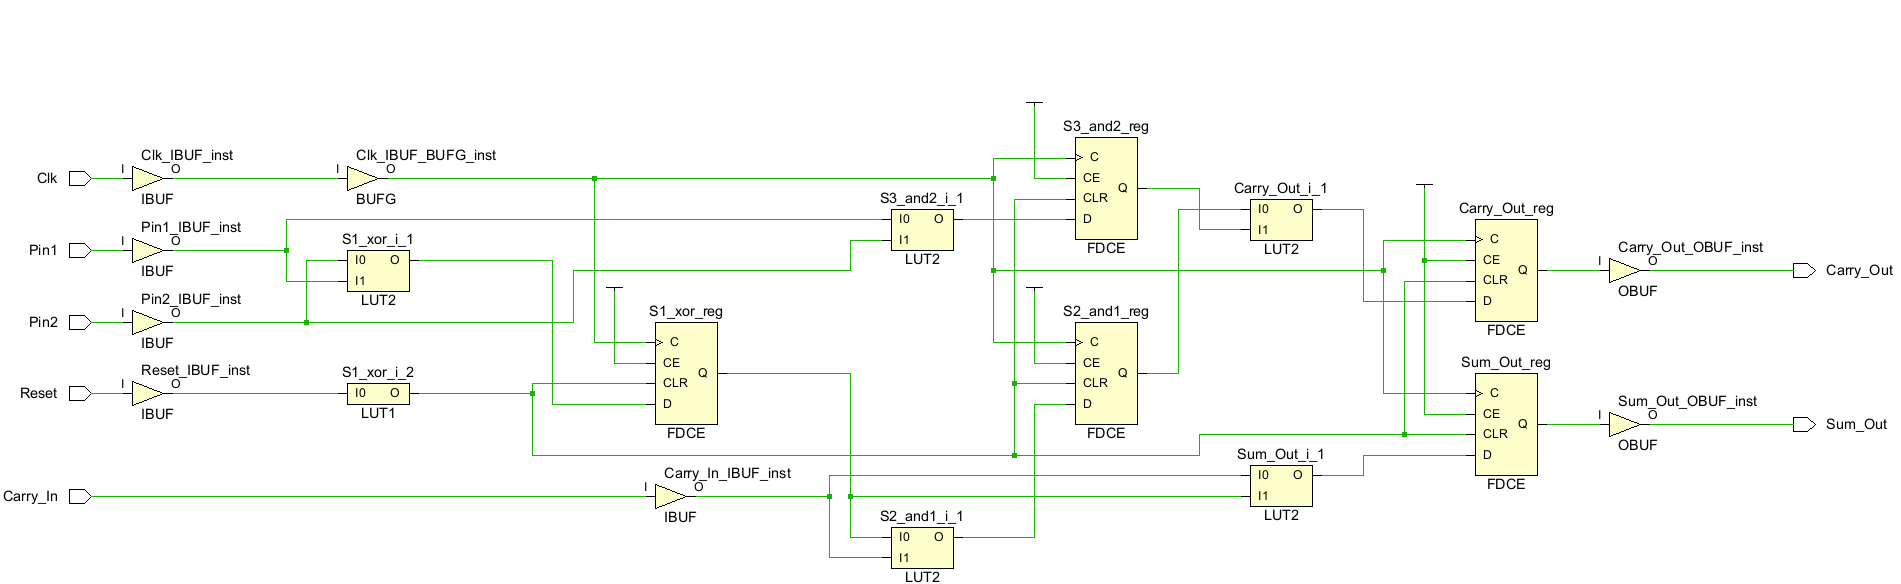 Clk
I
Clk_IBUF_inst
O
IBUF
I
Clk_IBUF_BUFG_inst
O
BUFG
Pin1
I
Pin1_IBUF_inst
O
IBUF
S1_xor_i_1
I0
O
I1
LUT2
Pin2
I
Pin2_IBUF_inst
O
IBUF
Reset
I
Reset_IBUF_inst
O
IBUF
S1_xor_i_2
I0
O
LUT1
Carry_In
I
Carry_In_IBUF_inst
O
IBUF
S1_xor_reg
C
CE
CLR
D
Q
FDCE
S3_and2_i_1
I0
O
I1
LUT2
S2_and1_i_1
I0
O
I1
LUT2
S3_and2_reg
C
CE
CLR
D
Q
FDCE
S2_and1_reg
C
CE
CLR
D
Q
FDCE
Carry_Out_i_1
I0
O
I1
LUT2
Sum_Out_i_1
I0
O
I1
LUT2
Carry_Out_reg
C
CE
CLR
D
Q
FDCE
Sum_Out_reg
C
CE
CLR
D
Q
FDCE
I
Carry_Out_OBUF_inst
O
OBUF
Carry_Out
I
Sum_Out_OBUF_inst
O
OBUF
Sum_Out